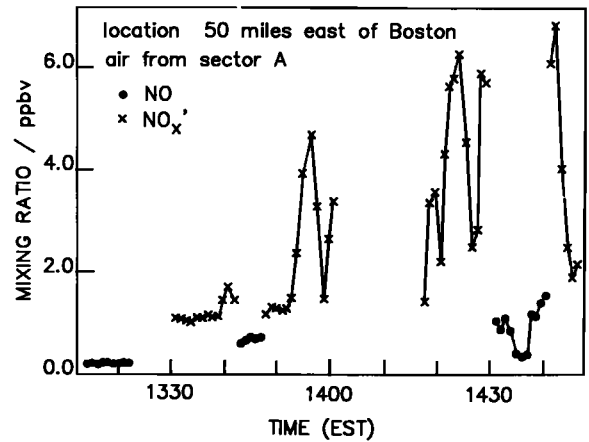 location 50 miles east of Boston
air from sector A
● NO
× NOₓ'
6.0
4.0
2.0
0.0
MIXING RATIO / ppbv
1330 1400 1430
TIME (EST)